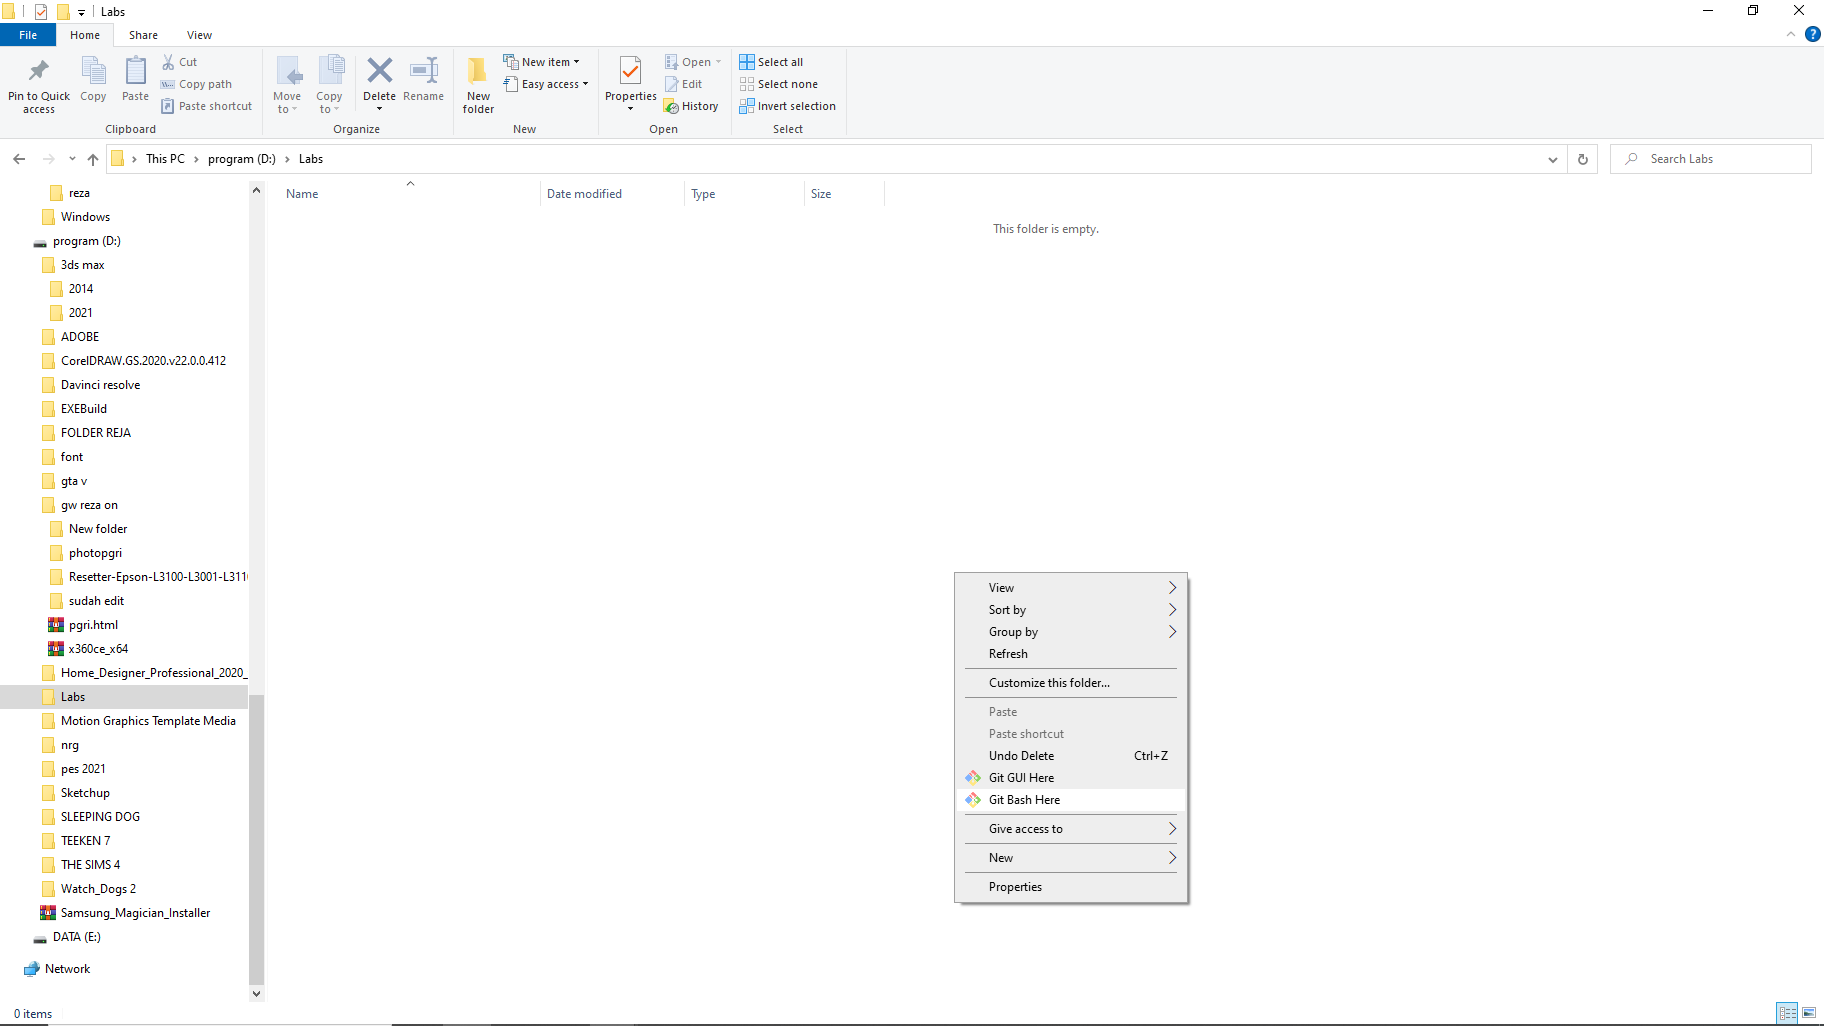 Labs
File
Home
Share
View
Pin to Quick access
Copy
Paste
Cut
Copy path
Paste shortcut
Clipboard
Move to
Copy to
Delete
Rename
Organize
New folder
New item
Easy access
New
Properties
Open
Edit
History
Open
Select all
Select none
Invert selection
Select
This PC
program (D:)
Labs
Search Labs
Name
Date modified
Type
Size
This folder is empty.
reza
Windows
program (D:)
3ds max
2014
2021
ADOBE
CorelDRAW.GS.2020.v22.0.0.412
Davinci resolve
EXEBuild
FOLDER REJA
font
gta v
gw reza on
New folder
photopgri
Resetter-Epson-L3100-L3001-L311
sudah edit
pgri.html
x360ce_x64
Home_Designer_Professional_2020_
Labs
Motion Graphics Template Media
nrg
pes 2021
Sketchup
SLEEPING DOG
TEEKEN 7
THE SIMS 4
Watch_Dogs 2
Samsung_Magician_Installer
DATA (E:)
Network
View
Sort by
Group by
Refresh
Customize this folder...
Paste
Paste shortcut
Undo Delete Ctrl+Z
Git GUI Here
Git Bash Here
Give access to
New
Properties
0 items